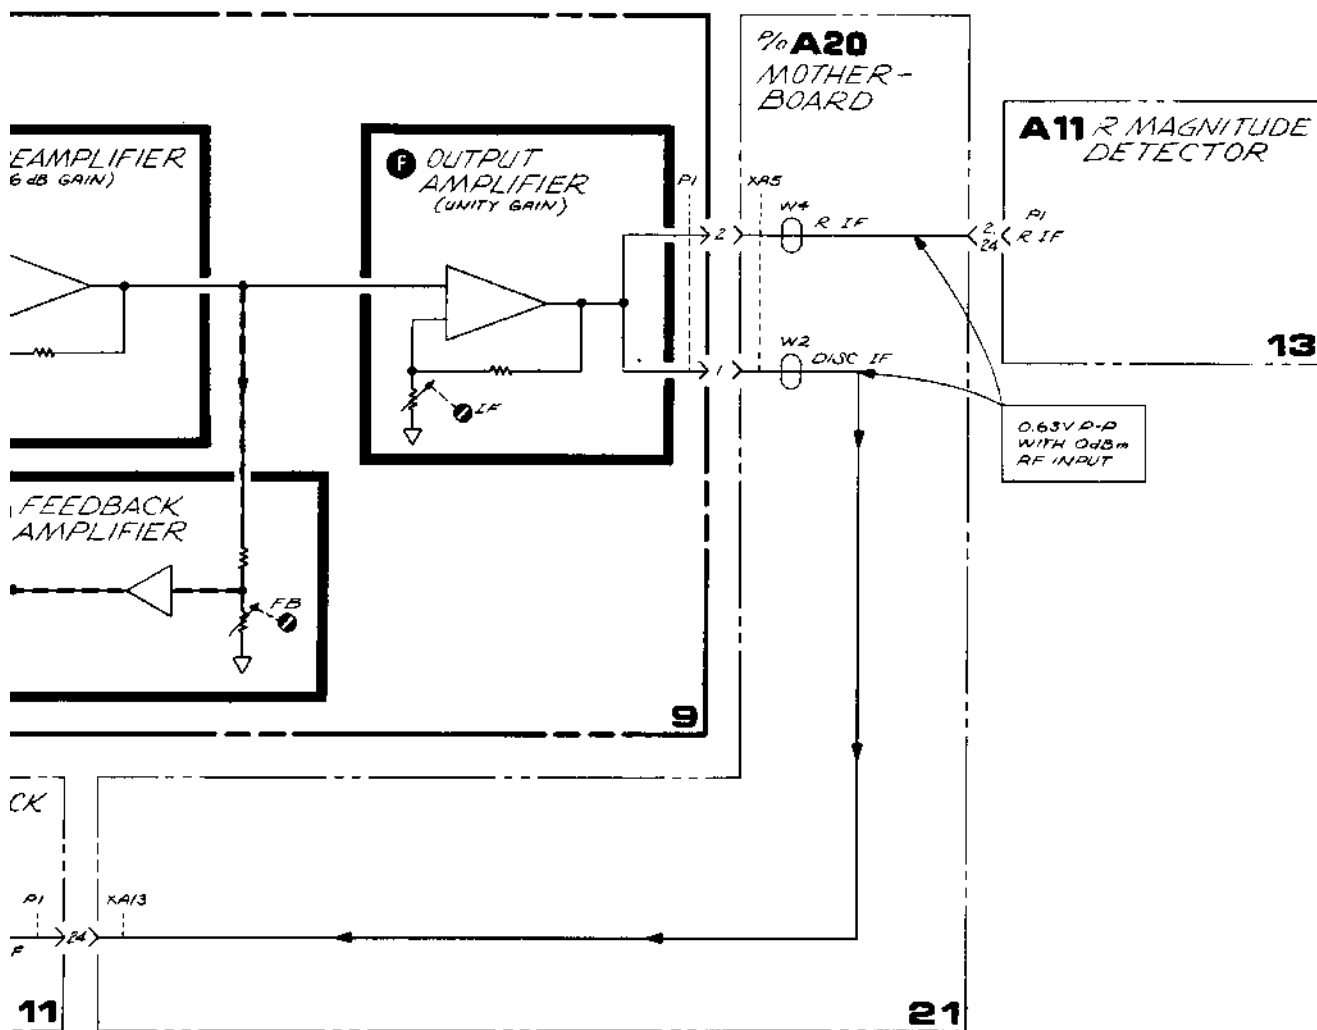 P/O A20
MOTHER-
BOARD
A11 R MAGNITUDE
DETECTOR
EAMPLIFIER
6 dB GAIN)
F OUTPUT
AMPLIFIER
(UNITY GAIN)
P1
XA5
W4
R IF
2
2,
24
P1
R IF
13
W2
DISC IF
1
IF
0.63V P-P
WITH 0dBm
RF INPUT
FEEDBACK
AMPLIFIER
FB
9
CK
P1
XA13
24
F
11
21